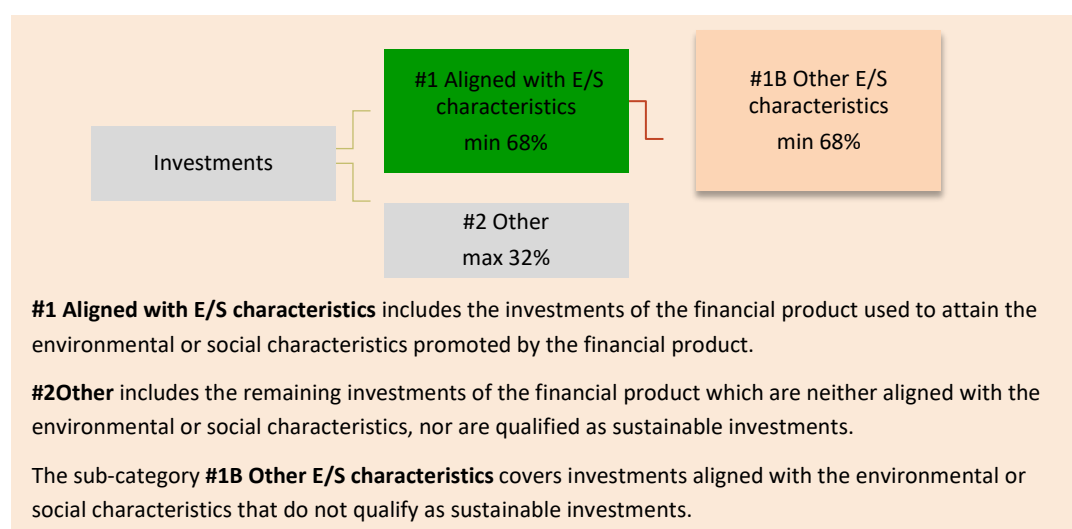 #1 Aligned with E/S
characteristics
min 68%
#1B Other E/S
characteristics
min 68%
Investments
#2 Other
max 32%
#1 Aligned with E/S characteristics includes the investments of the financial product used to attain the
environmental or social characteristics promoted by the financial product.
#2Other includes the remaining investments of the financial product which are neither aligned with the
environmental or social characteristics, nor are qualified as sustainable investments.
The sub-category #1B Other E/S characteristics covers investments aligned with the environmental or
social characteristics that do not qualify as sustainable investments.